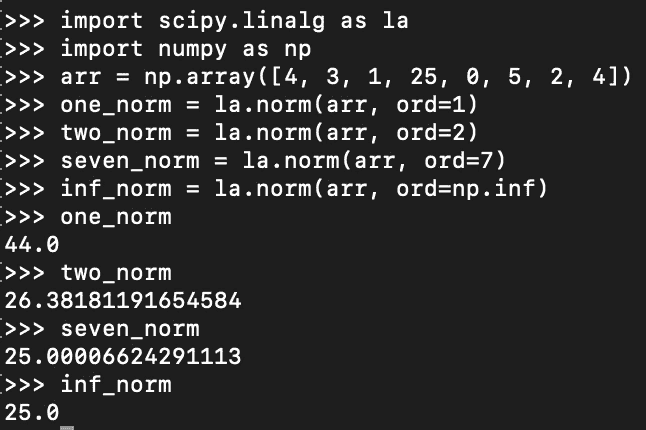 >>> import scipy.linalg as la
>>> import numpy as np
>>> arr = np.array([4, 3, 1, 25, 0, 5, 2, 4])
>>> one_norm = la.norm(arr, ord=1)
>>> two_norm = la.norm(arr, ord=2)
>>> seven_norm = la.norm(arr, ord=7)
>>> inf_norm = la.norm(arr, ord=np.inf)
>>> one_norm
44.0
>>> two_norm
26.38181191654584
>>> seven_norm
25.00006624291113
>>> inf_norm
25.0